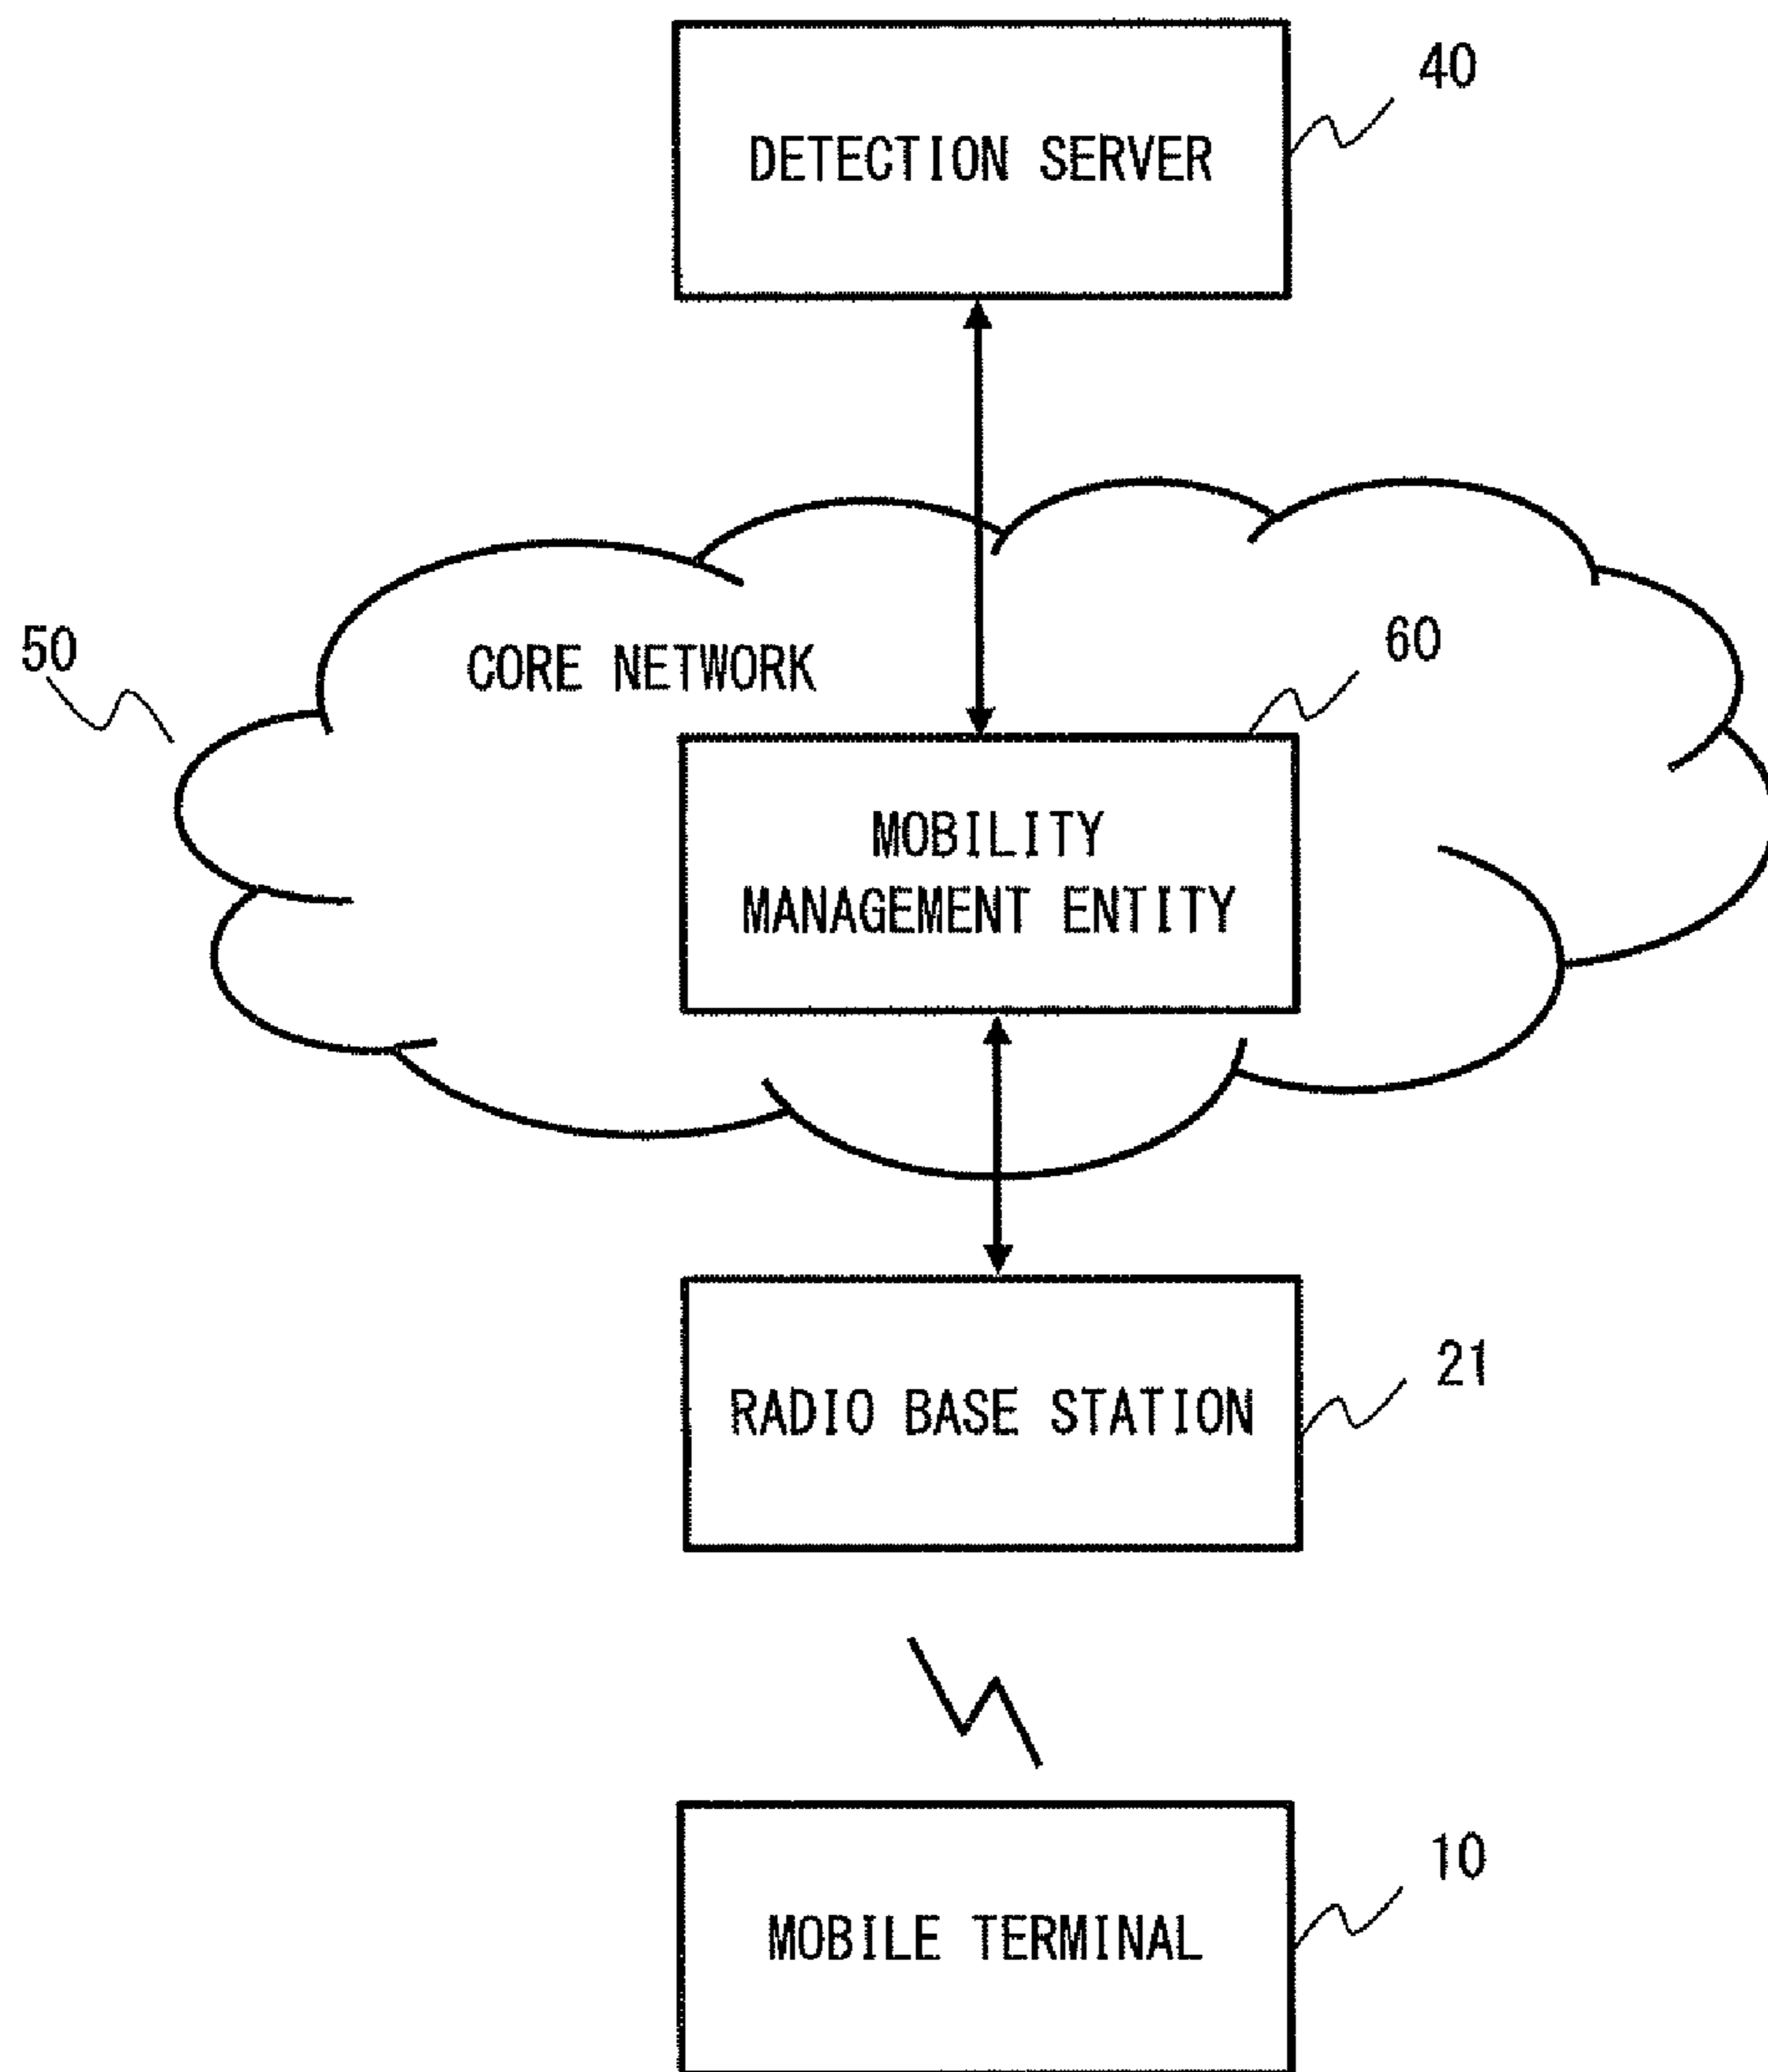 40
DETECTION SERVER
50
CORE NETWORK
60
MOBILITY
MANAGEMENT ENTITY
21
RADIO BASE STATION
10
MOBILE TERMINAL